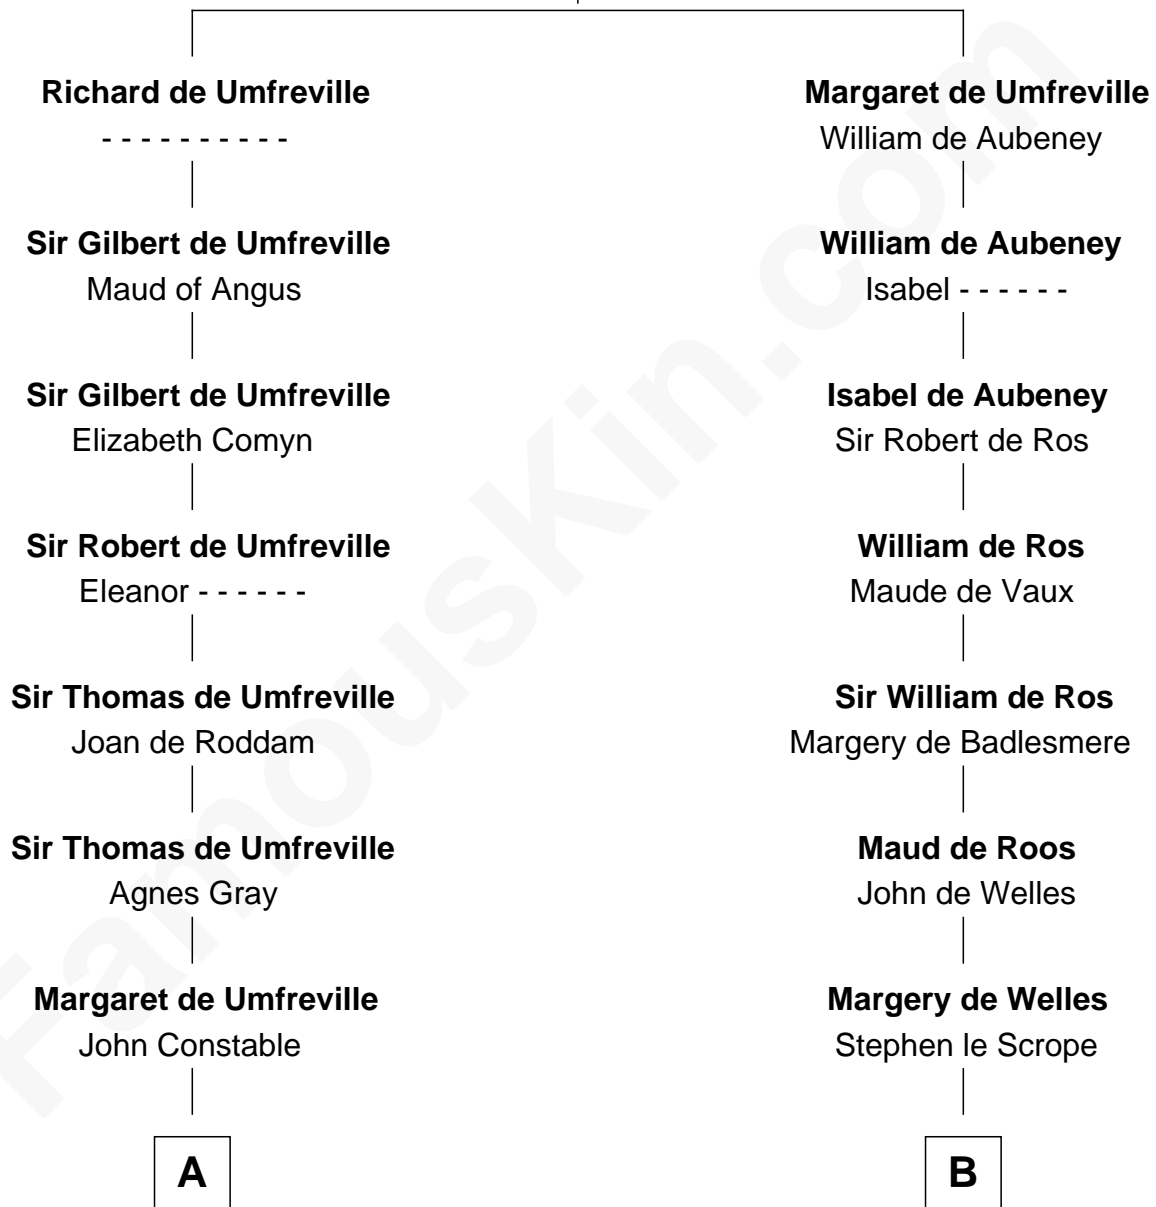 Richard de Umfreville
- - - - - - - - - -
Sir Gilbert de Umfreville
Maud of Angus
Sir Gilbert de Umfreville
Elizabeth Comyn
Sir Robert de Umfreville
Eleanor - - - - - -
Sir Thomas de Umfreville
Joan de Roddam
Sir Thomas de Umfreville
Agnes Gray
Margaret de Umfreville
John Constable
A
Margaret de Umfreville
William de Aubeney
William de Aubeney
Isabel - - - - - -
Isabel de Aubeney
Sir Robert de Ros
William de Ros
Maude de Vaux
Sir William de Ros
Margery de Badlesmere
Maud de Roos
John de Welles
Margery de Welles
Stephen le Scrope
B
FamousKin.com